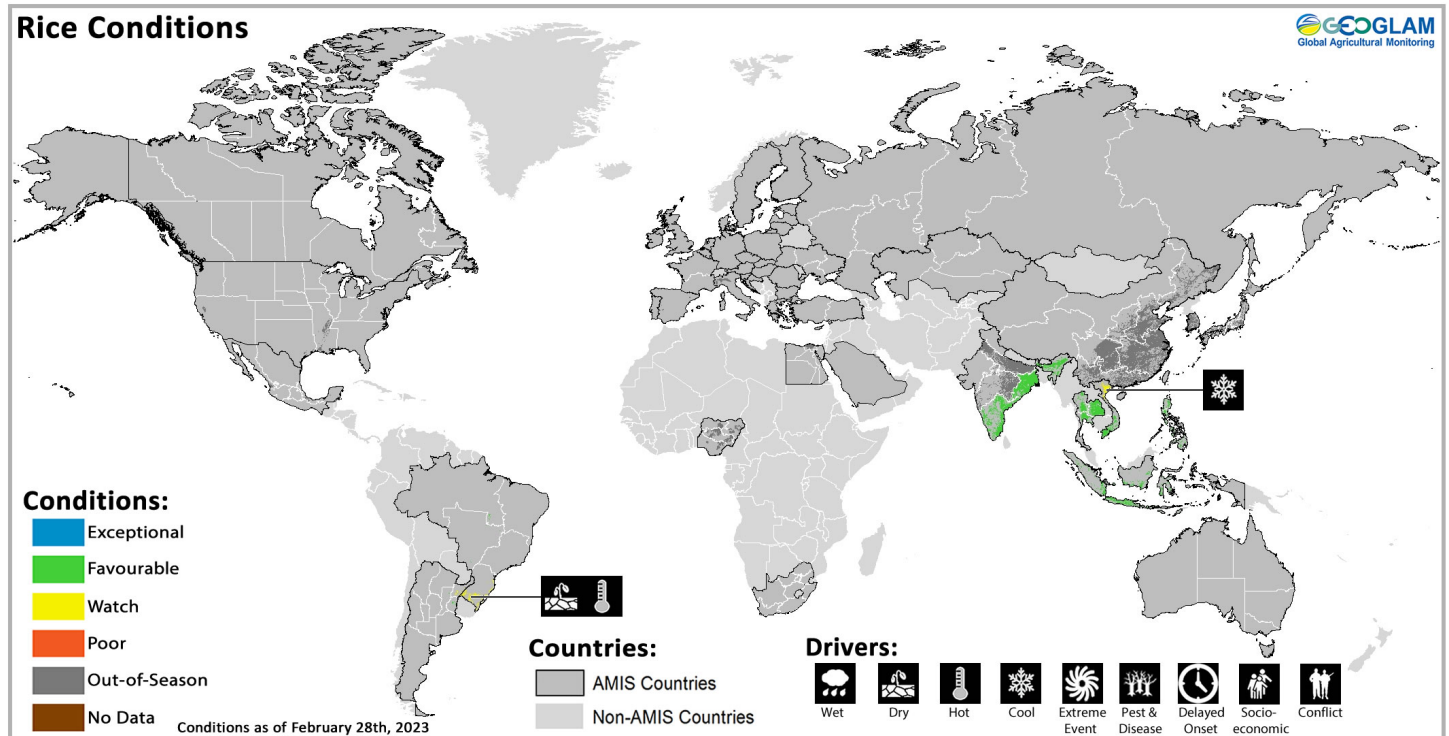 Rice Conditions
GEOGLAM
Global Agricultural Monitoring
Conditions:
Exceptional
Favourable
Watch
Poor
Out-of-Season
No Data
Conditions as of February 28th, 2023
Countries:
AMIS Countries
Non-AMIS Countries
Drivers:
Wet
Dry
Hot
Cool
Extreme
Event
Pest &
Disease
Delayed
Onset
Socio-
economic
Conflict